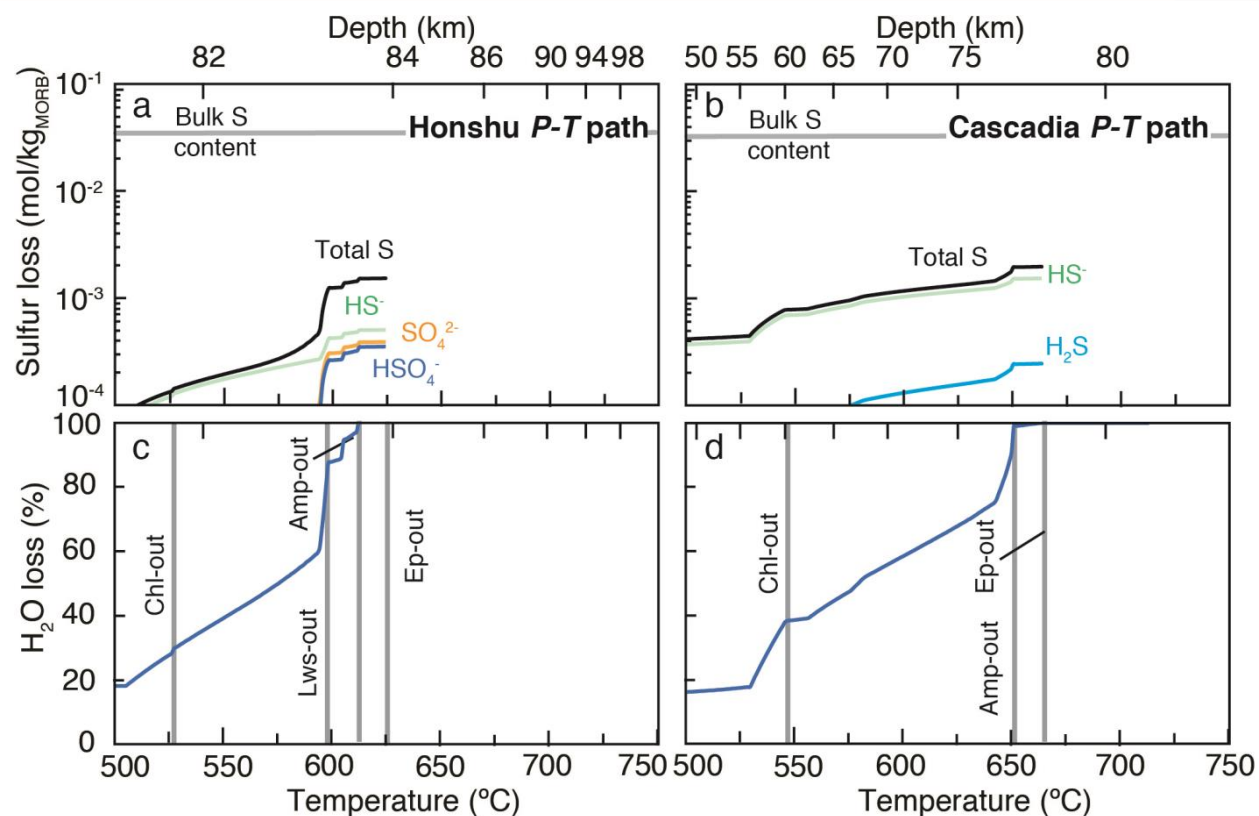 Depth (km)
82 84 86 90 94 98
Depth (km)
50 55 60 65 70 75 80
Sulfur loss (mol/kgMORB)
10-1
10-2
10-3
10-4
a
Bulk S
content
Honshu P-T path
Total S
HS-
SO42-
HSO4-
b
Bulk S
content
Cascadia P-T path
Total S
HS-
H2S
H2O loss (%)
100
80
60
40
20
0
c
Chl-out
Lws-out
Amp-out
Ep-out
500 550 600 650 700 750
Temperature (ºC)
d
Chl-out
Amp-out
Ep-out
500 550 600 650 700 750
Temperature (ºC)